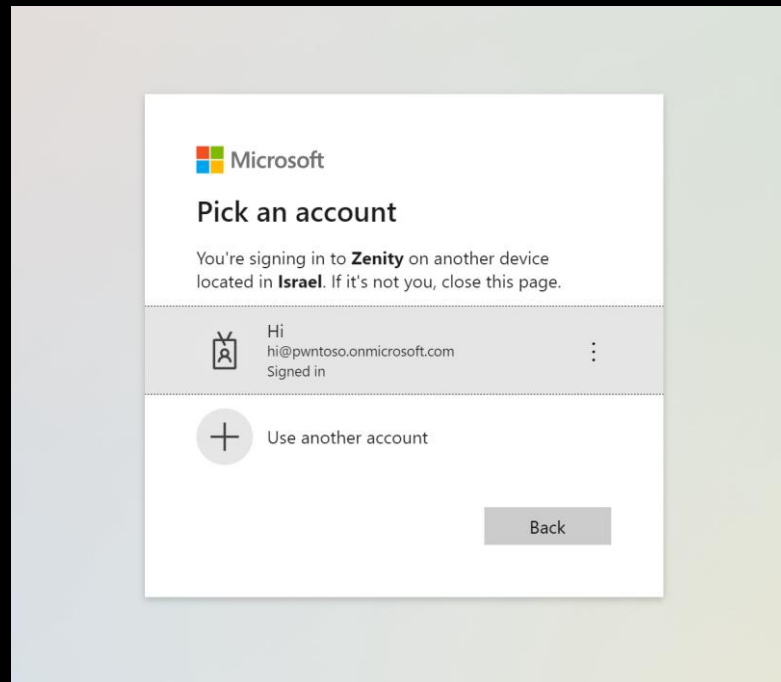 Microsoft
Pick an account
You're signing in to Zenity on another device
located in Israel. If it's not you, close this page.
Hi
hi@pwntoso.onmicrosoft.com
Signed in
Use another account
Back